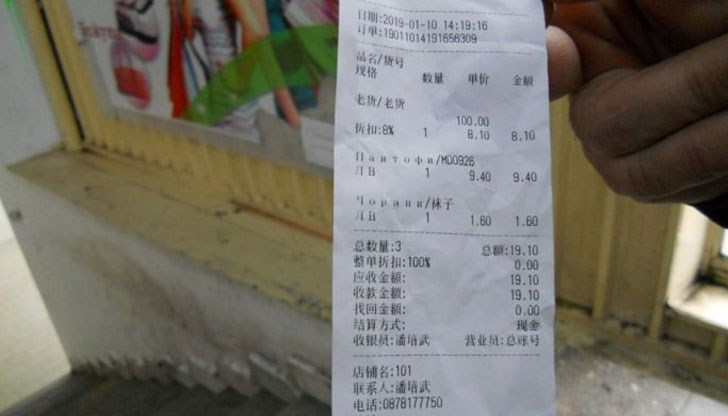 日期:2019-01-10 14:19:16
订单:19011014191656309
品名/货号
规格 数量 单价 金额
老货/老货
100.00
折扣:8% 1 8.10 8.10
Пантофи/M00926
ЛВ 1 9.40 9.40
Чорапи/袜子
ЛВ 1 1.60 1.60
总数量:3 总额:19.10
整单折扣:100% 0.00
应收金额: 19.10
收款金额: 19.10
找回金额: 0.00
结算方式: 现金
收银员:潘培武 营业员:总账号
店铺名:101
联系人:潘培武
电话:0878177750